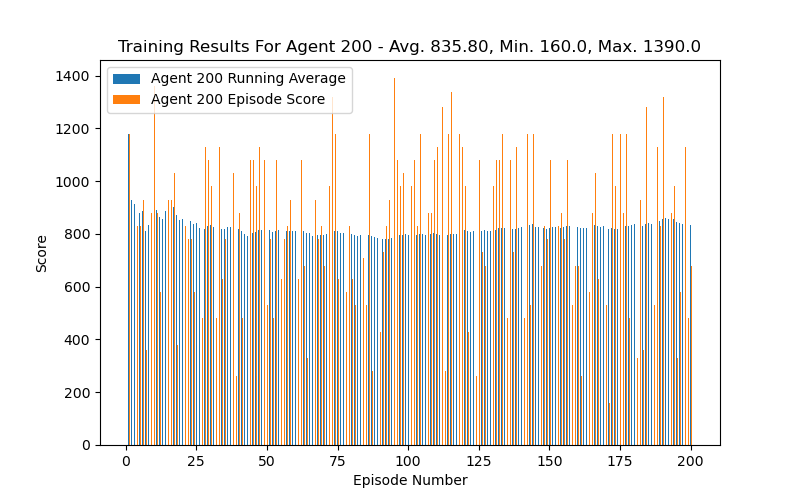 Training Results For Agent 200 - Avg. 835.80, Min. 160.0, Max. 1390.0
Agent 200 Running Average
Agent 200 Episode Score
1400
1200
1000
800
600
400
200
0
Score
0 25 50 75 100 125 150 175 200
Episode Number